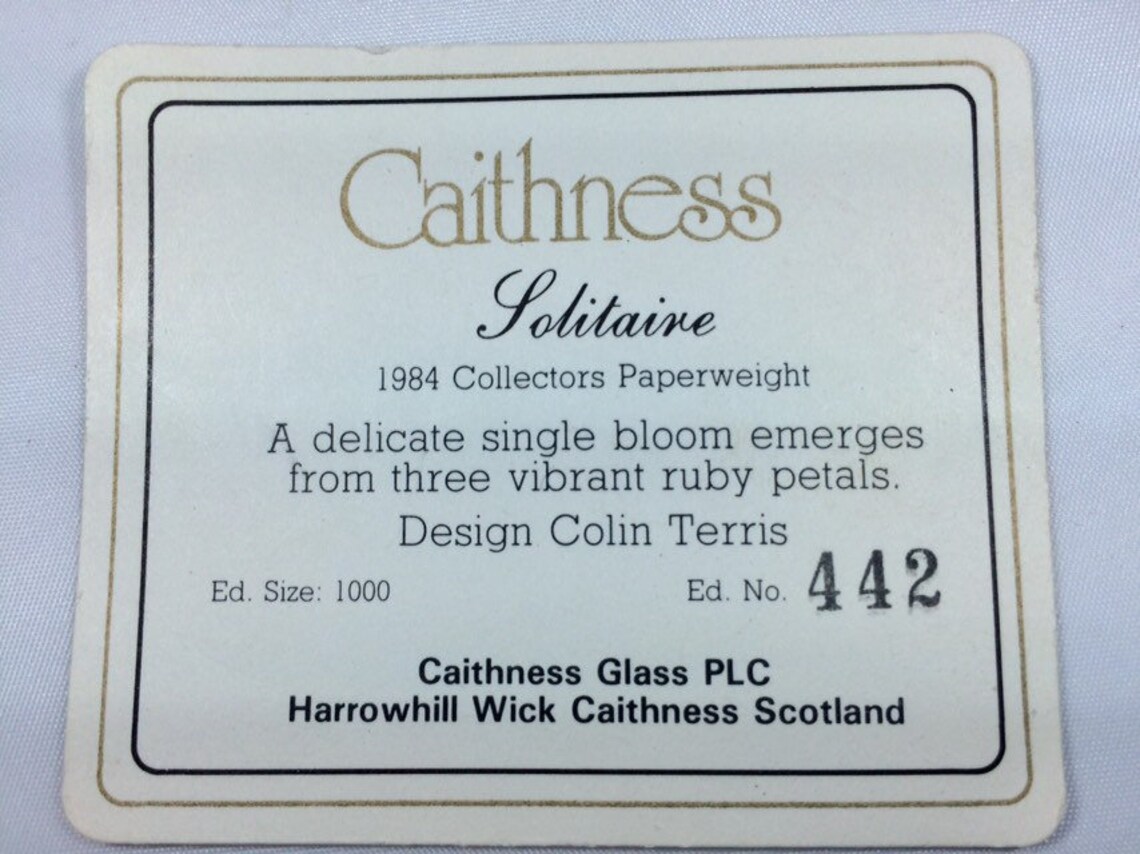 Caithness
Solitaire
1984 Collectors Paperweight
A delicate single bloom emerges
from three vibrant ruby petals.
Design Colin Terris
Ed. Size: 1000 Ed. No. 442
Caithness Glass PLC
Harrowhill Wick Caithness Scotland